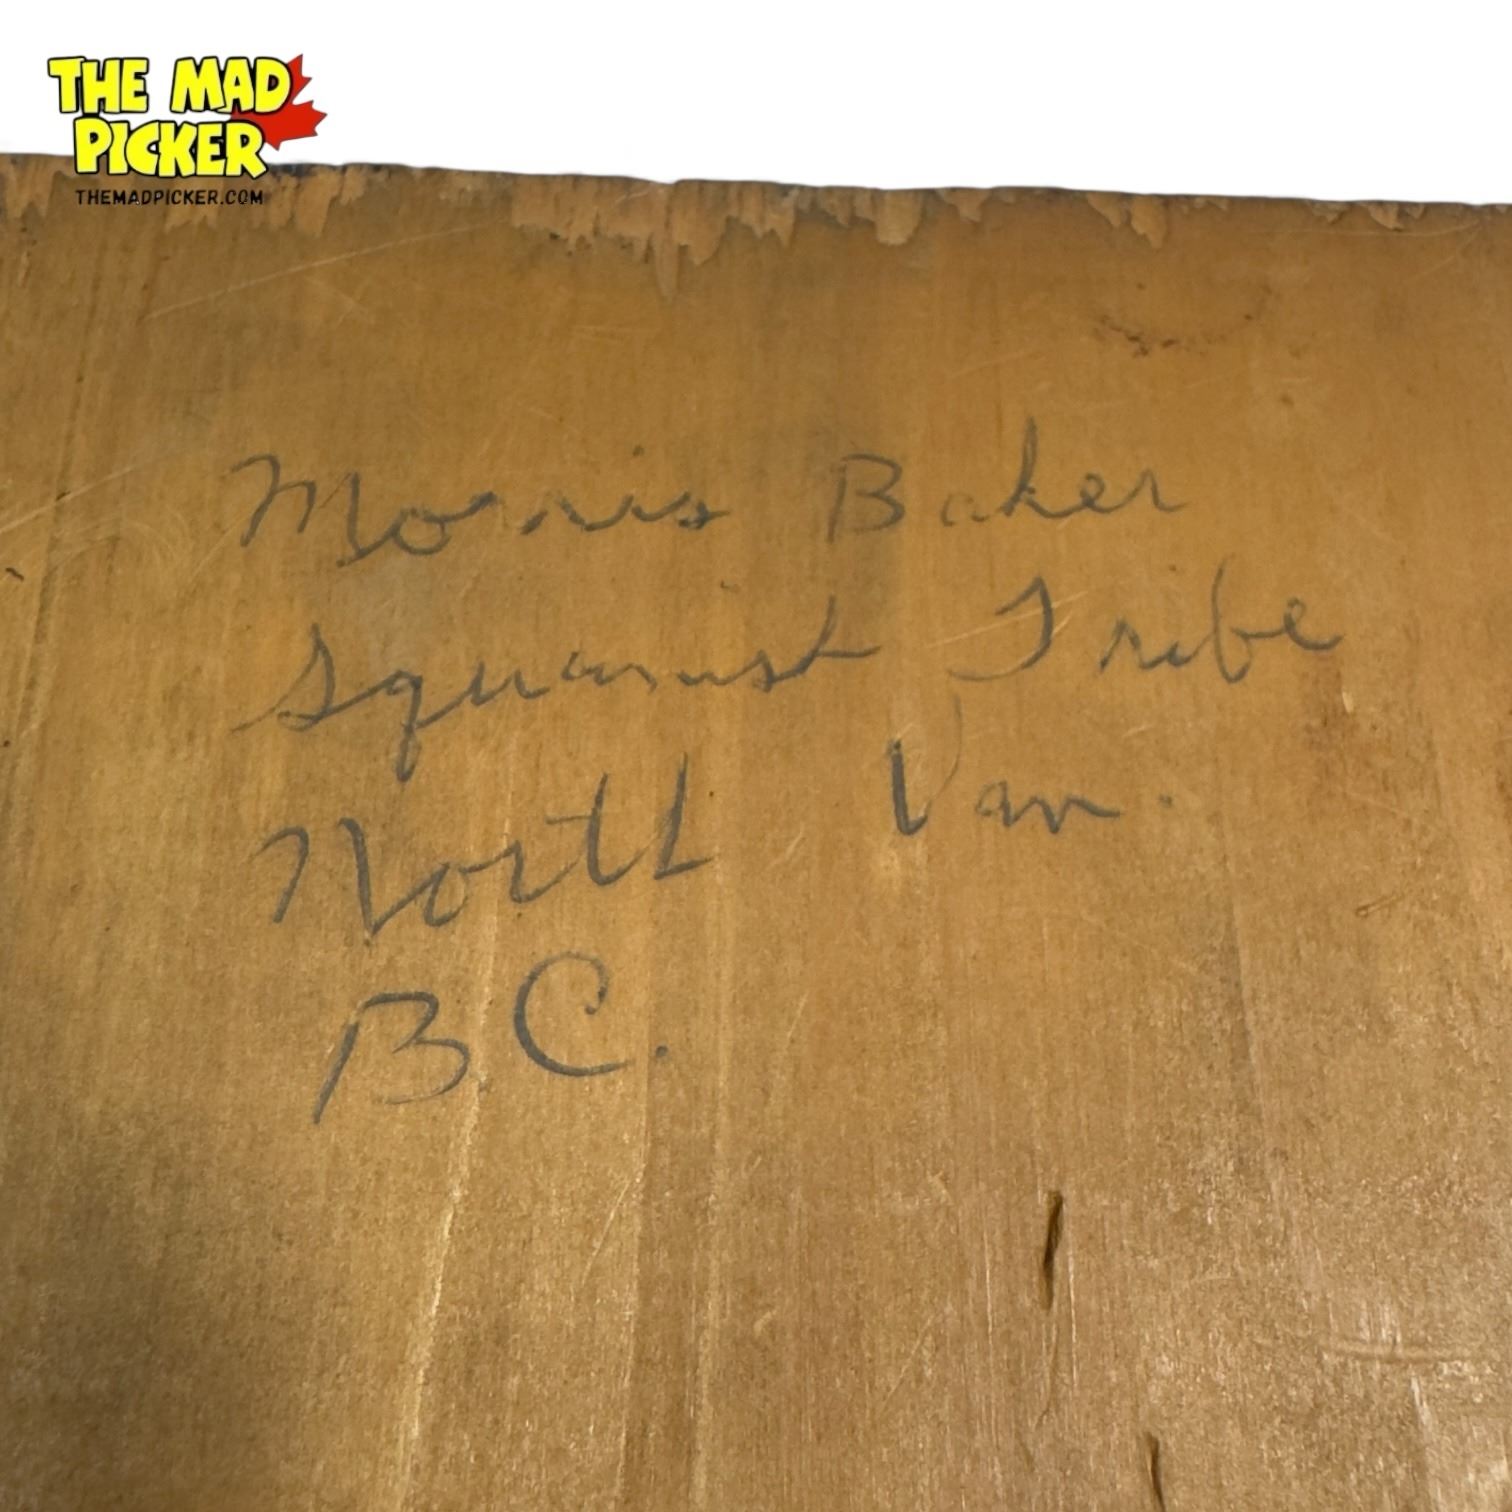 THE MAD
PICKER
THEMADPICKER.COM
Morris Baker
Squamish Tribe
North Van.
B.C.